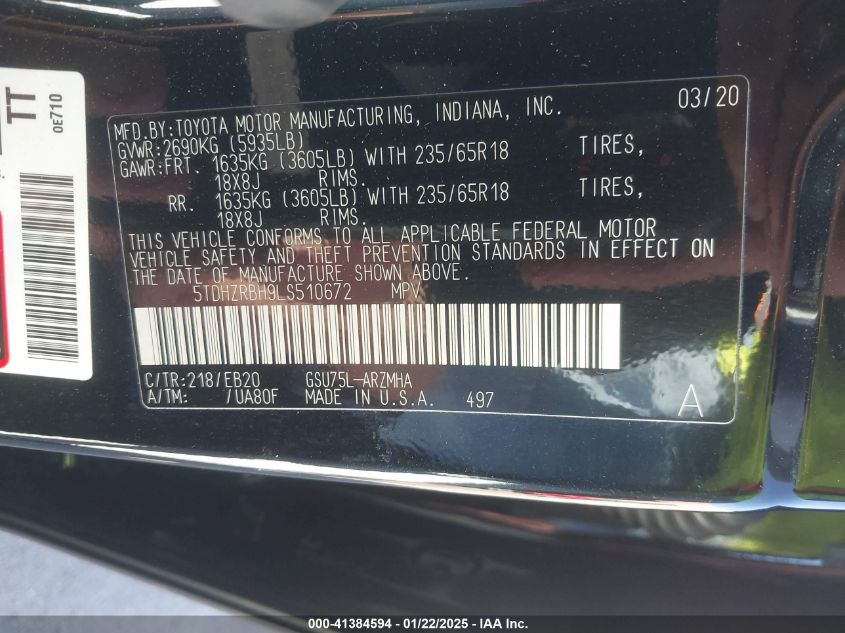 TT
0E710
MFD.BY:TOYOTA MOTOR MANUFACTURING, INDIANA, INC. 03/20
GVWR:2690KG (5935LB)
GAWR:FRT. 1635KG (3605LB) WITH 235/65R18 TIRES,
18X8J RIMS.
RR. 1635KG (3605LB) WITH 235/65R18 TIRES,
18X8J RIMS.
THIS VEHICLE CONFORMS TO ALL APPLICABLE FEDERAL MOTOR
VEHICLE SAFETY AND THEFT PREVENTION STANDARDS IN EFFECT ON
THE DATE OF MANUFACTURE SHOWN ABOVE.
5TDHZRBH9LS510672 MPV
C/TR:218/EB20 GSU75L-ARZMHA
A/TM: /UA80F MADE IN U.S.A. 497 A
000-41384594 - 01/22/2025 - IAA Inc.